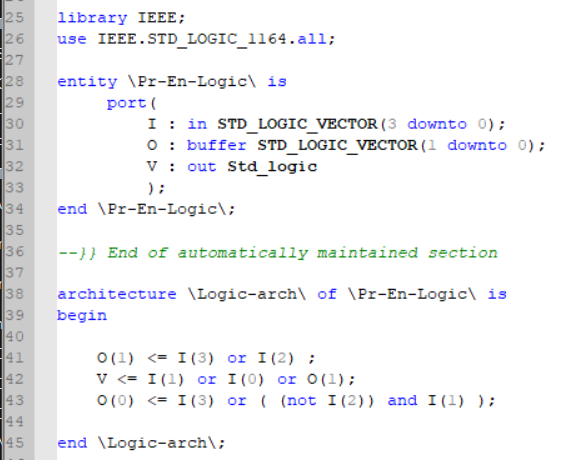 25 library IEEE;
26 use IEEE.STD_LOGIC_1164.all;
27
28 entity \Pr-En-Logic\ is
29 port(
30 I : in STD_LOGIC_VECTOR(3 downto 0);
31 O : buffer STD_LOGIC_VECTOR(1 downto 0);
32 V : out Std_logic
33 );
34 end \Pr-En-Logic\;
35
36 --}} End of automatically maintained section
37
38 architecture \Logic-arch\ of \Pr-En-Logic\ is
39 begin
40
41 O(1) <= I(3) or I(2) ;
42 V <= I(1) or I(0) or O(1);
43 O(0) <= I(3) or ( (not I(2)) and I(1) );
44
45 end \Logic-arch\;